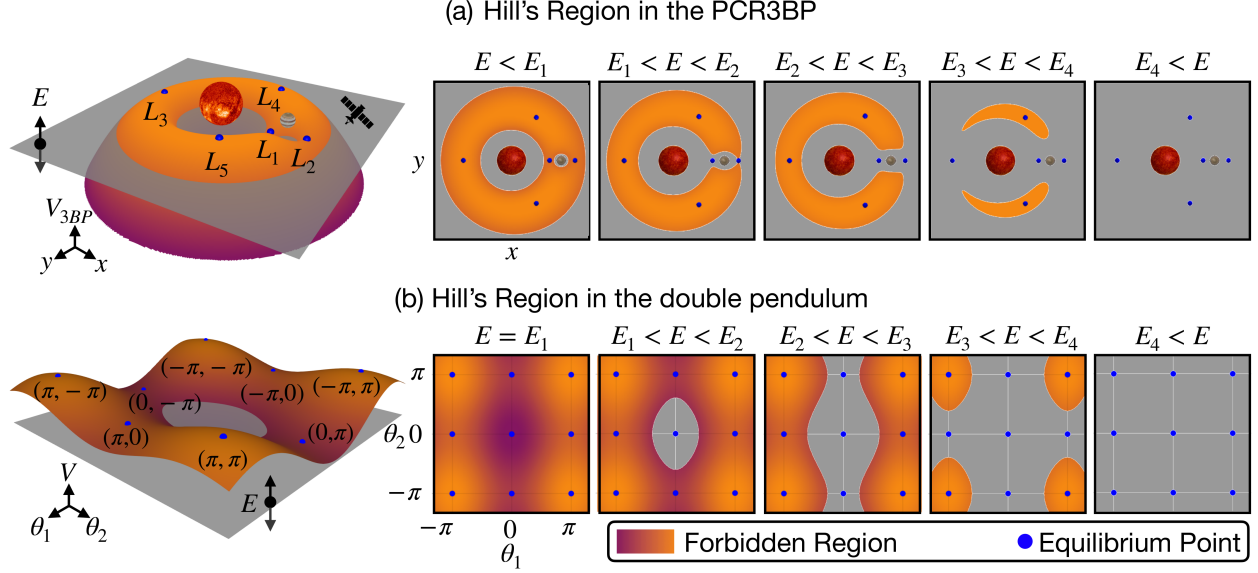 (a) Hill's Region in the PCR3BP
E < E₁
E₁ < E < E₂
E₂ < E < E₃
E₃ < E < E₄
E₄ < E
E
L₃
L₄
L₁
L₂
L₅
V₃BP
y
x
y
x
(b) Hill's Region in the double pendulum
E = E₁
E₁ < E < E₂
E₂ < E < E₃
E₃ < E < E₄
E₄ < E
(−π, −π)
(π, −π)
(−π,0)
(−π, π)
(0, −π)
(π,0)
(0,π)
(π, π)
V
θ₁
θ₂
E
π
θ₂ 0
−π
−π
0
π
θ₁
Forbidden Region
Equilibrium Point